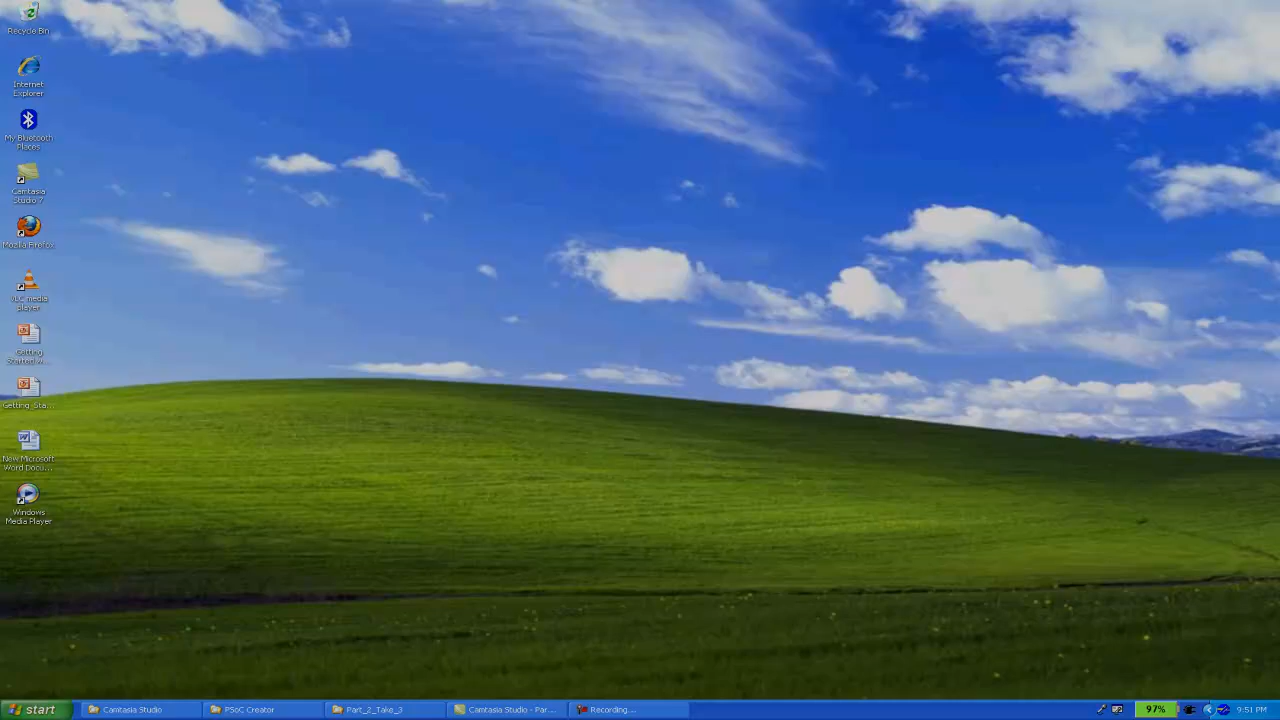 Recycle Bin
Internet
Explorer
My Bluetooth
Places
Camtasia
Studio 7
Mozilla Firefox
VLC media
player
Getting
Started w...
Getting -Sta...
New Microsoft
Word Docu...
Windows
Media Player
start
Camtasia Studio
PSoC Creator
Part_2_Take_3
Camtasia Studio - Par...
Recording...
97%
9:51 PM